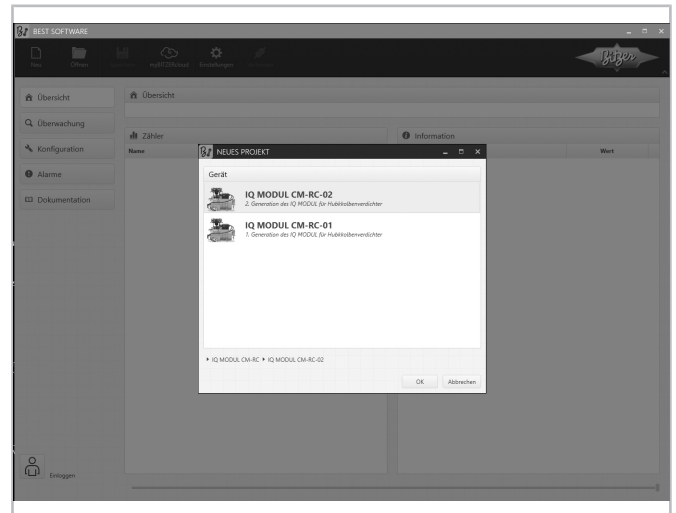 BEST SOFTWARE
Neu
Öffnen
myBITZERcloud
Einstellungen
Bitzer
Übersicht
Überwachung
Konfiguration
Alarme
Dokumentation
Einloggen
Übersicht
Zähler
Name
Information
Wert
NEUES PROJEKT
Gerät
IQ MODUL CM-RC-02
2. Generation des IQ MODUL für Hubkolbenverdichter
IQ MODUL CM-RC-01
1. Generation des IQ MODUL für Hubkolbenverdichter
IQ MODUL CM-RC
IQ MODUL CM-RC-02
OK
Abbrechen